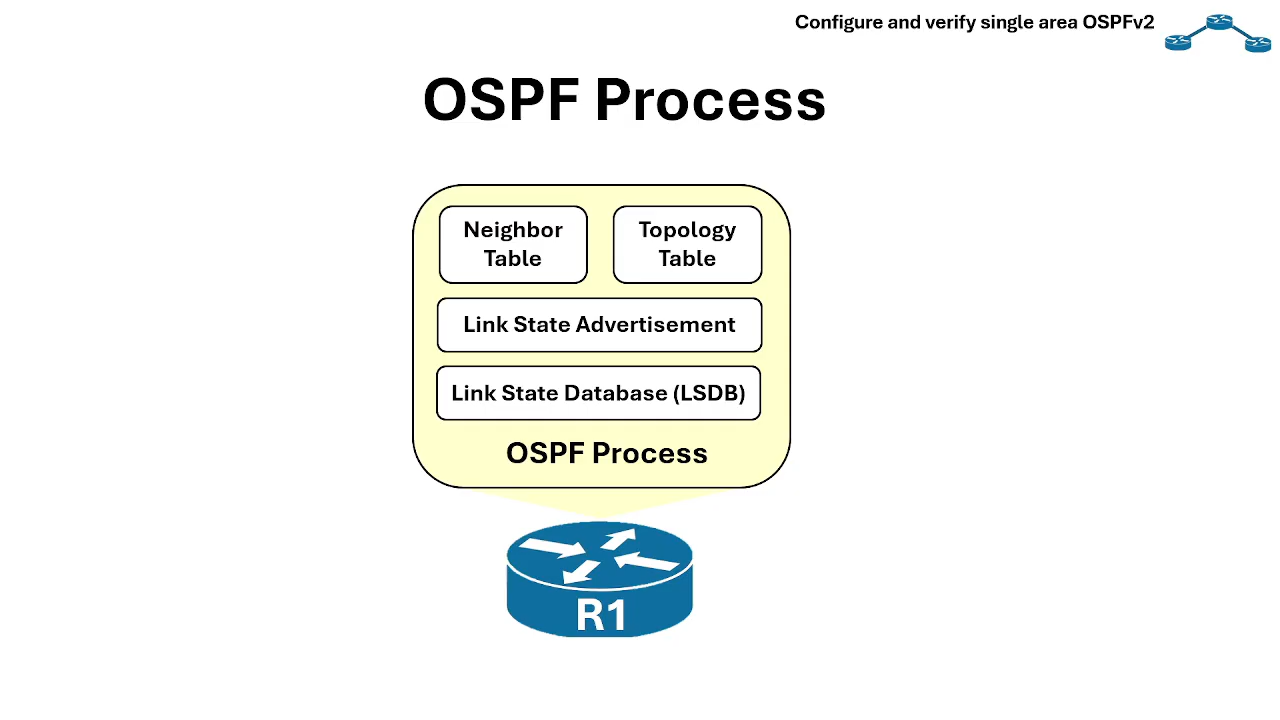 Configure and verify single area OSPFv2
OSPF Process
Neighbor
Table
Topology
Table
Link State Advertisement
Link State Database (LSDB)
OSPF Process
R1